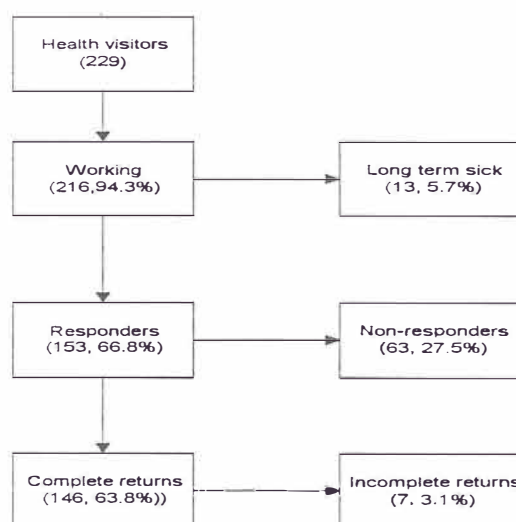 Health visitors
(229)
Working
(216,94.3%)
Long term sick
(13, 5.7%)
Responders
(153, 66.8%)
Non-responders
(63, 27.5%)
Complete returns
(146, 63.8%))
Incomplete returns
(7, 3.1%)